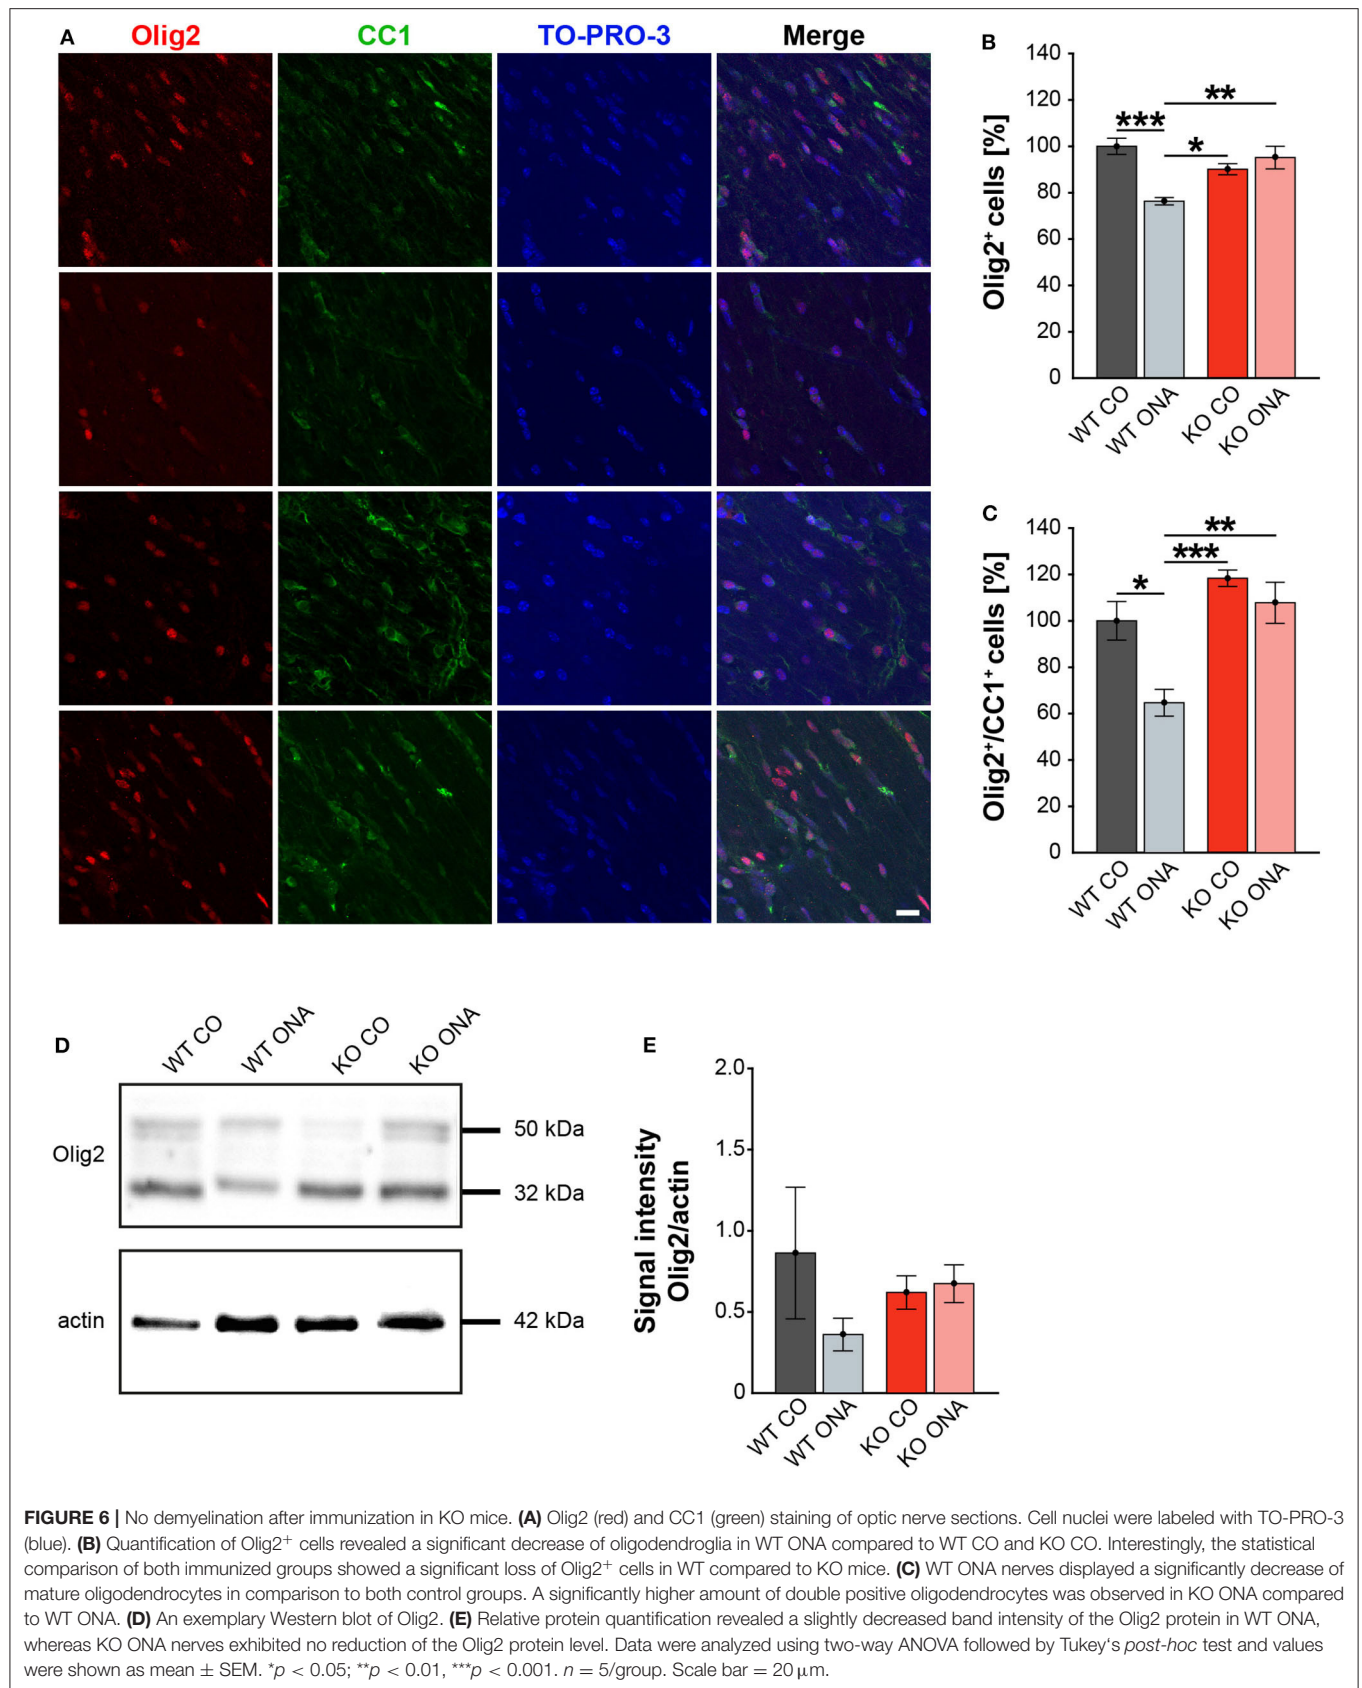 A
Olig2
CC1
TO-PRO-3
Merge
B
Olig2⁺ cells [%]
140
120
100
80
60
40
20
0
***
*
**
WT CO
WT ONA
KO CO
KO ONA
C
Olig2⁺/CC1⁺ cells [%]
140
120
100
80
60
40
20
0
*
***
**
WT CO
WT ONA
KO CO
KO ONA
D
WT CO
WT ONA
KO CO
KO ONA
Olig2
50 kDa
32 kDa
actin
42 kDa
E
Signal intensity
Olig2/actin
2.0
1.5
1.0
0.5
0
WT CO
WT ONA
KO CO
KO ONA
FIGURE 6 | No demyelination after immunization in KO mice. (A) Olig2 (red) and CC1 (green) staining of optic nerve sections. Cell nuclei were labeled with TO-PRO-3
(blue). (B) Quantification of Olig2⁺ cells revealed a significant decrease of oligodendroglia in WT ONA compared to WT CO and KO CO. Interestingly, the statistical
comparison of both immunized groups showed a significant loss of Olig2⁺ cells in WT compared to KO mice. (C) WT ONA nerves displayed a significantly decrease of
mature oligodendrocytes in comparison to both control groups. A significantly higher amount of double positive oligodendrocytes was observed in KO ONA compared
to WT ONA. (D) An exemplary Western blot of Olig2. (E) Relative protein quantification revealed a slightly decreased band intensity of the Olig2 protein in WT ONA,
whereas KO ONA nerves exhibited no reduction of the Olig2 protein level. Data were analyzed using two-way ANOVA followed by Tukey‘s post-hoc test and values
were shown as mean ± SEM. *p < 0.05; **p < 0.01, ***p < 0.001. n = 5/group. Scale bar = 20 μm.